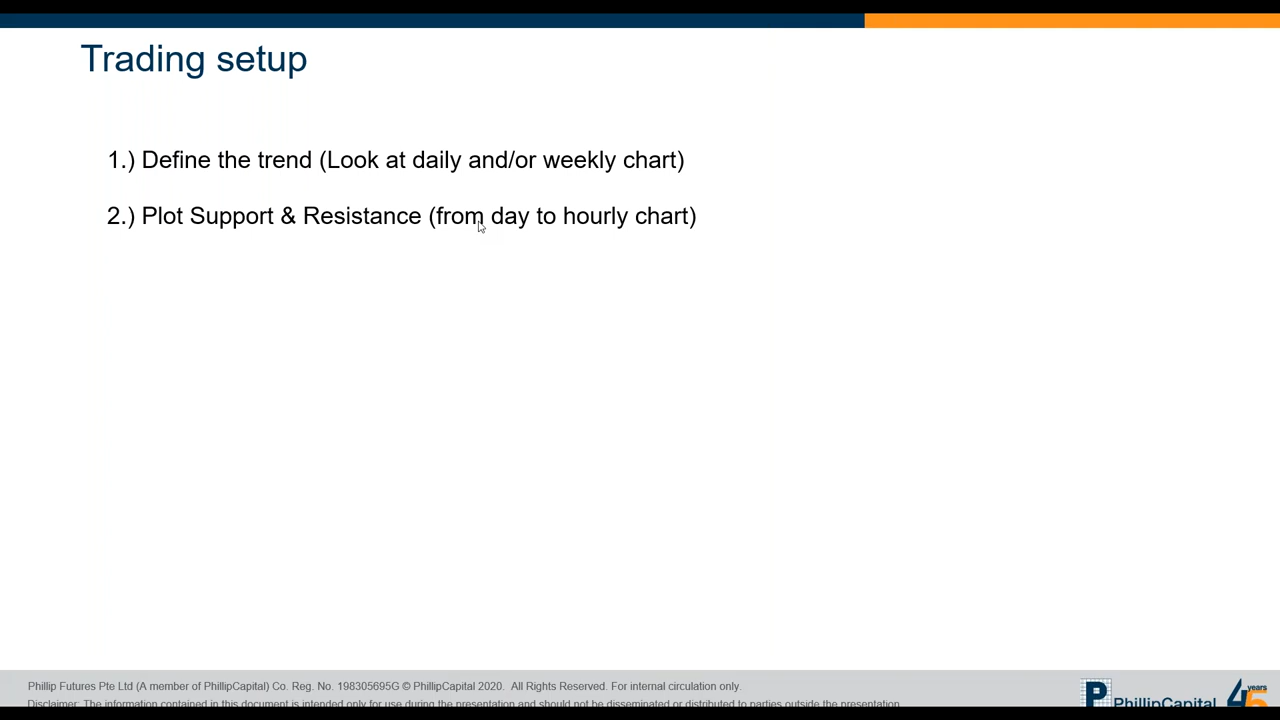 Trading setup
1.) Define the trend (Look at daily and/or weekly chart)
2.) Plot Support & Resistance (from day to hourly chart)
Phillip Futures Pte Ltd (A member of PhillipCapital) Co. Reg. No. 198305695G © PhillipCapital 2020. All Rights Reserved. For internal circulation only.
Disclaimer: The information contained in this document is intended only for use during the presentation and should not be disseminated or distributed to parties outside the presentation
P PhillipCapital
45 years